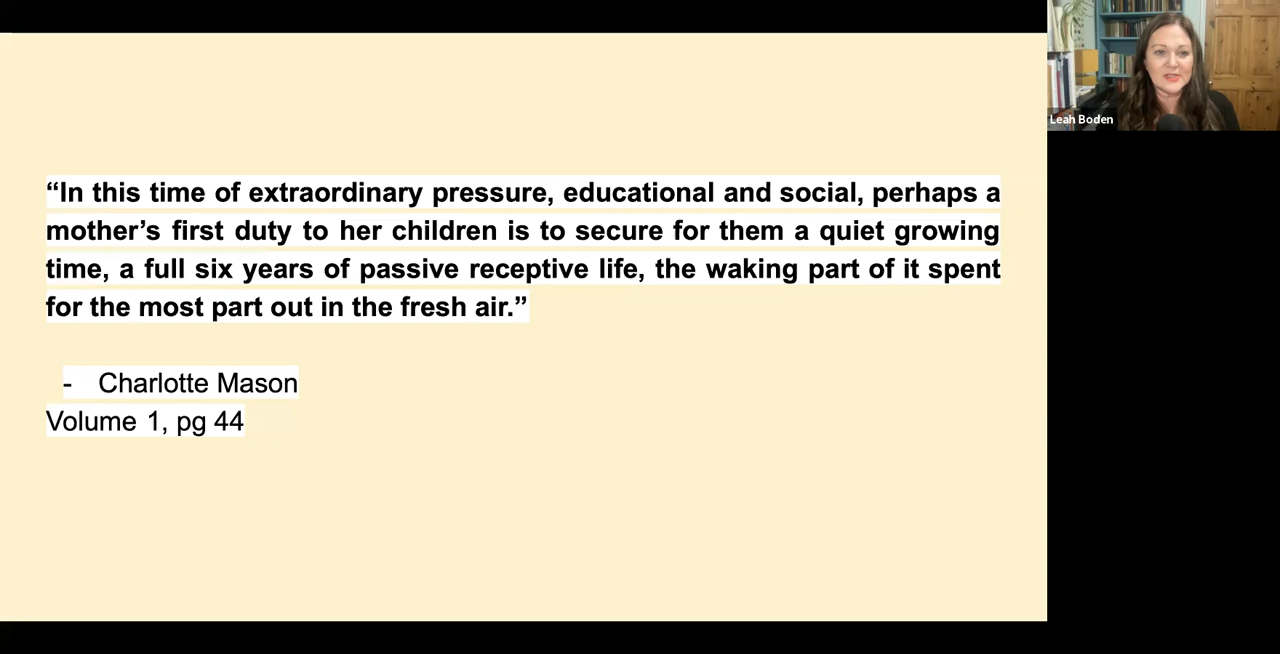 “In this time of extraordinary pressure, educational and social, perhaps a
mother’s first duty to her children is to secure for them a quiet growing
time, a full six years of passive receptive life, the waking part of it spent
for the most part out in the fresh air.”
- Charlotte Mason
Volume 1, pg 44
Leah Boden